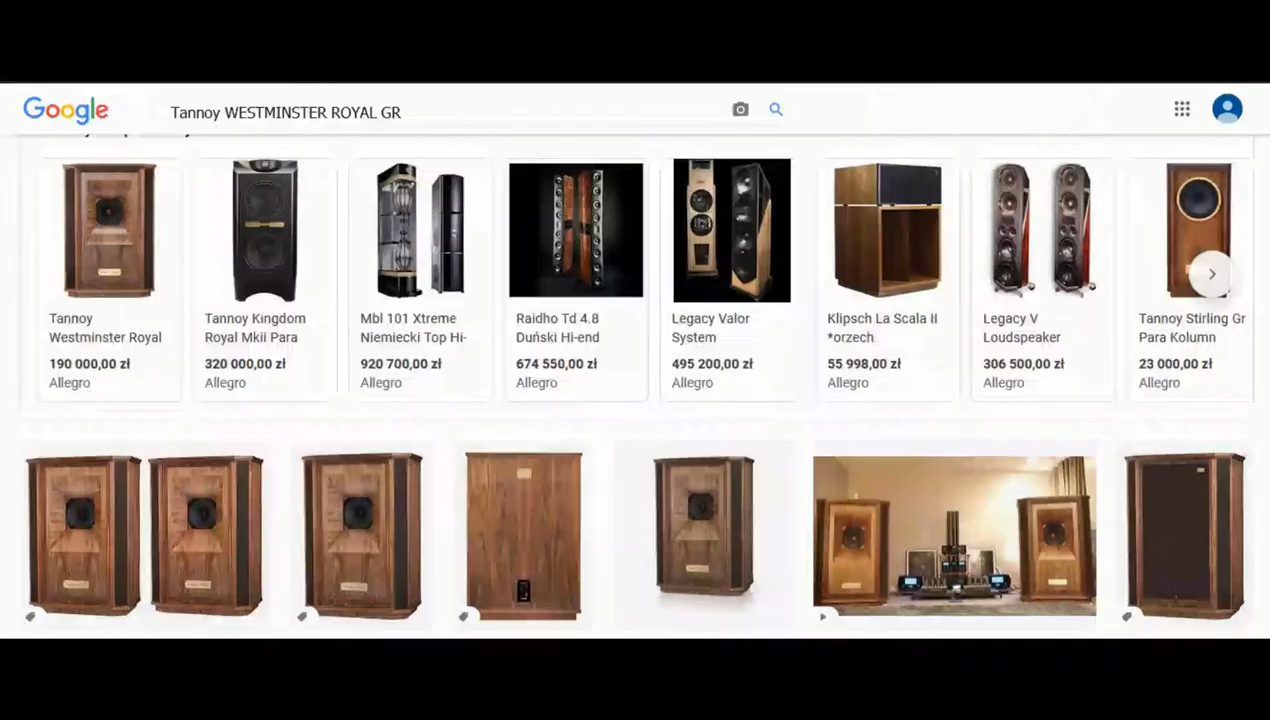 Google
Tannoy WESTMINSTER ROYAL GR
Tannoy
Westminster Royal
190 000,00 zł
Allegro
Tannoy Kingdom
Royal Mkii Para
320 000,00 zł
Allegro
Mbl 101 Xtreme
Niemiecki Top Hi-
920 700,00 zł
Allegro
Raidho Td 4.8
Duński Hi-end
674 550,00 zł
Allegro
Legacy Valor
System
495 200,00 zł
Allegro
Klipsch La Scala II
*orzech
55 998,00 zł
Allegro
Legacy V
Loudspeaker
306 500,00 zł
Allegro
Tannoy Stirling Gr
Para Kolumn
23 000,00 zł
Allegro